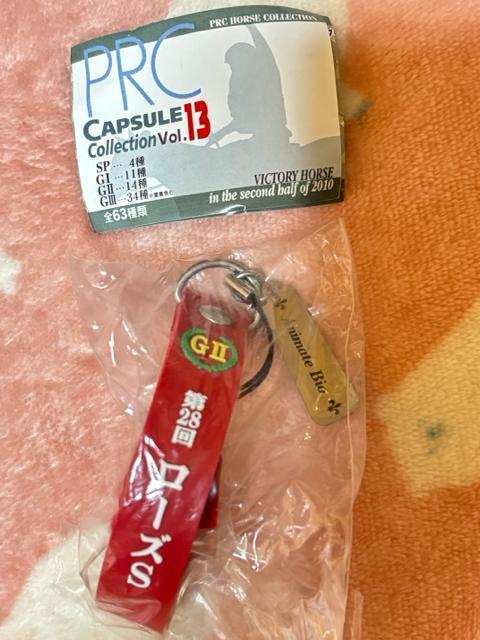 PRC HORSE COLLECTION
PRC
CAPSULE
Collection Vol.13
SP … 4種
GⅠ … 11種
GⅡ … 14種
GⅢ … 34種
全63種類
VICTORY HORSE
in the second half of 2010
GⅡ
第28回
ローズS
Animate Bio